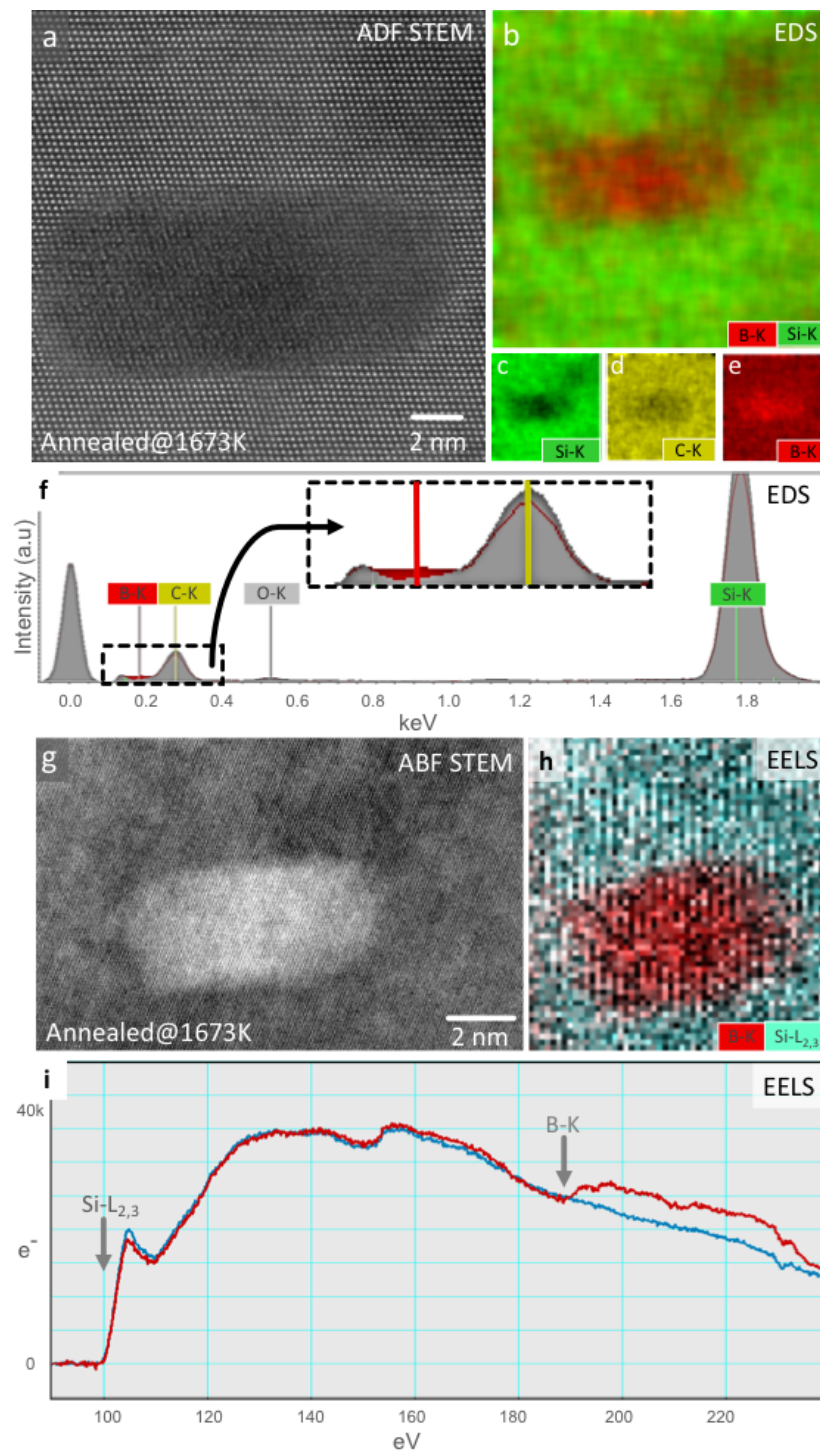 a
ADF STEM
Annealed@1673K
2 nm
b
EDS
B-K
Si-K
c
Si-K
d
C-K
e
B-K
f
EDS
Intensity (a.u)
B-K
C-K
O-K
Si-K
0.0 0.2 0.4 0.6 0.8 1.0 1.2 1.4 1.6 1.8
keV
g
ABF STEM
Annealed@1673K
2 nm
h
EELS
B-K
Si-L2,3
i
EELS
40k
B-K
Si-L2,3
e-
0
100 120 140 160 180 200 220
eV